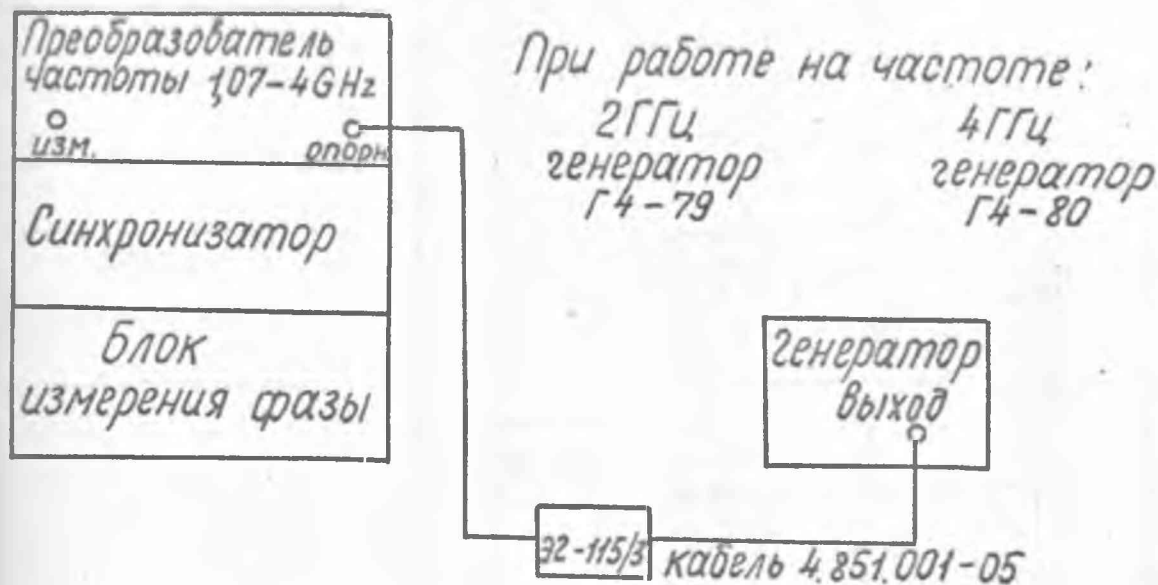 Преобразователь
частоты 1,07-4GHz
изм. опорн
Синхронизатор
Блок
измерения фазы
При работе на частоте:
2ГГц 4ГГц
генератор генератор
Г4-79 Г4-80
Генератор
выход
Э2-115/3 кабель 4.851.001-05